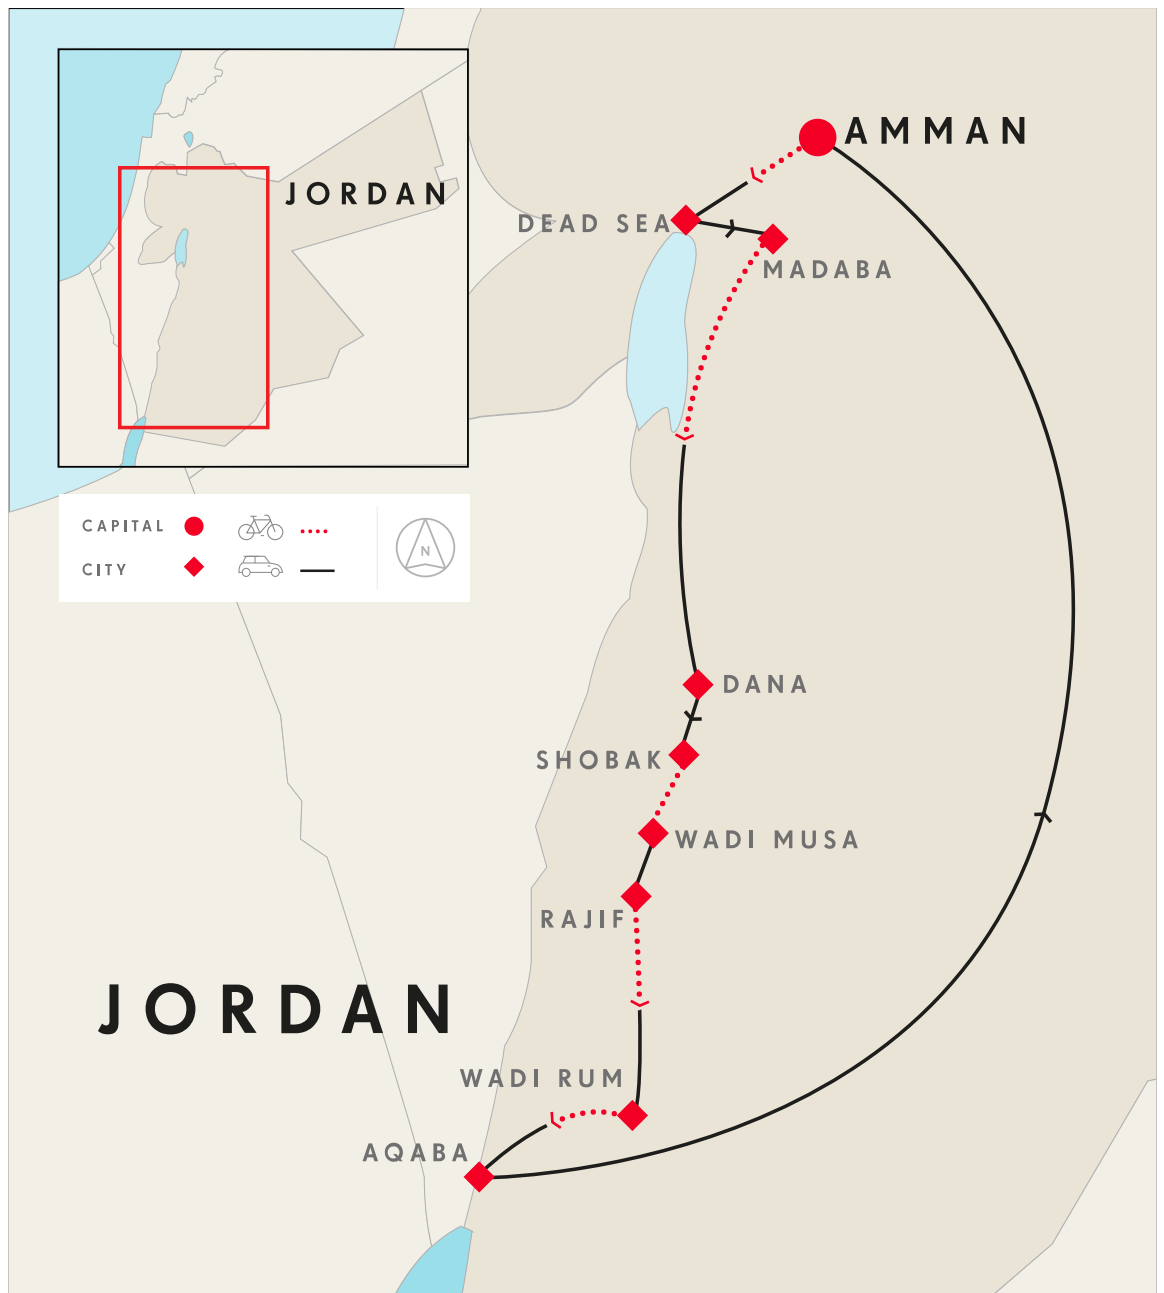 AMMAN
JORDAN
DEAD SEA
MADABA
CAPITAL
CITY
N
DANA
SHOBAK
WADI MUSA
RAJIF
JORDAN
WADI RUM
AQABA